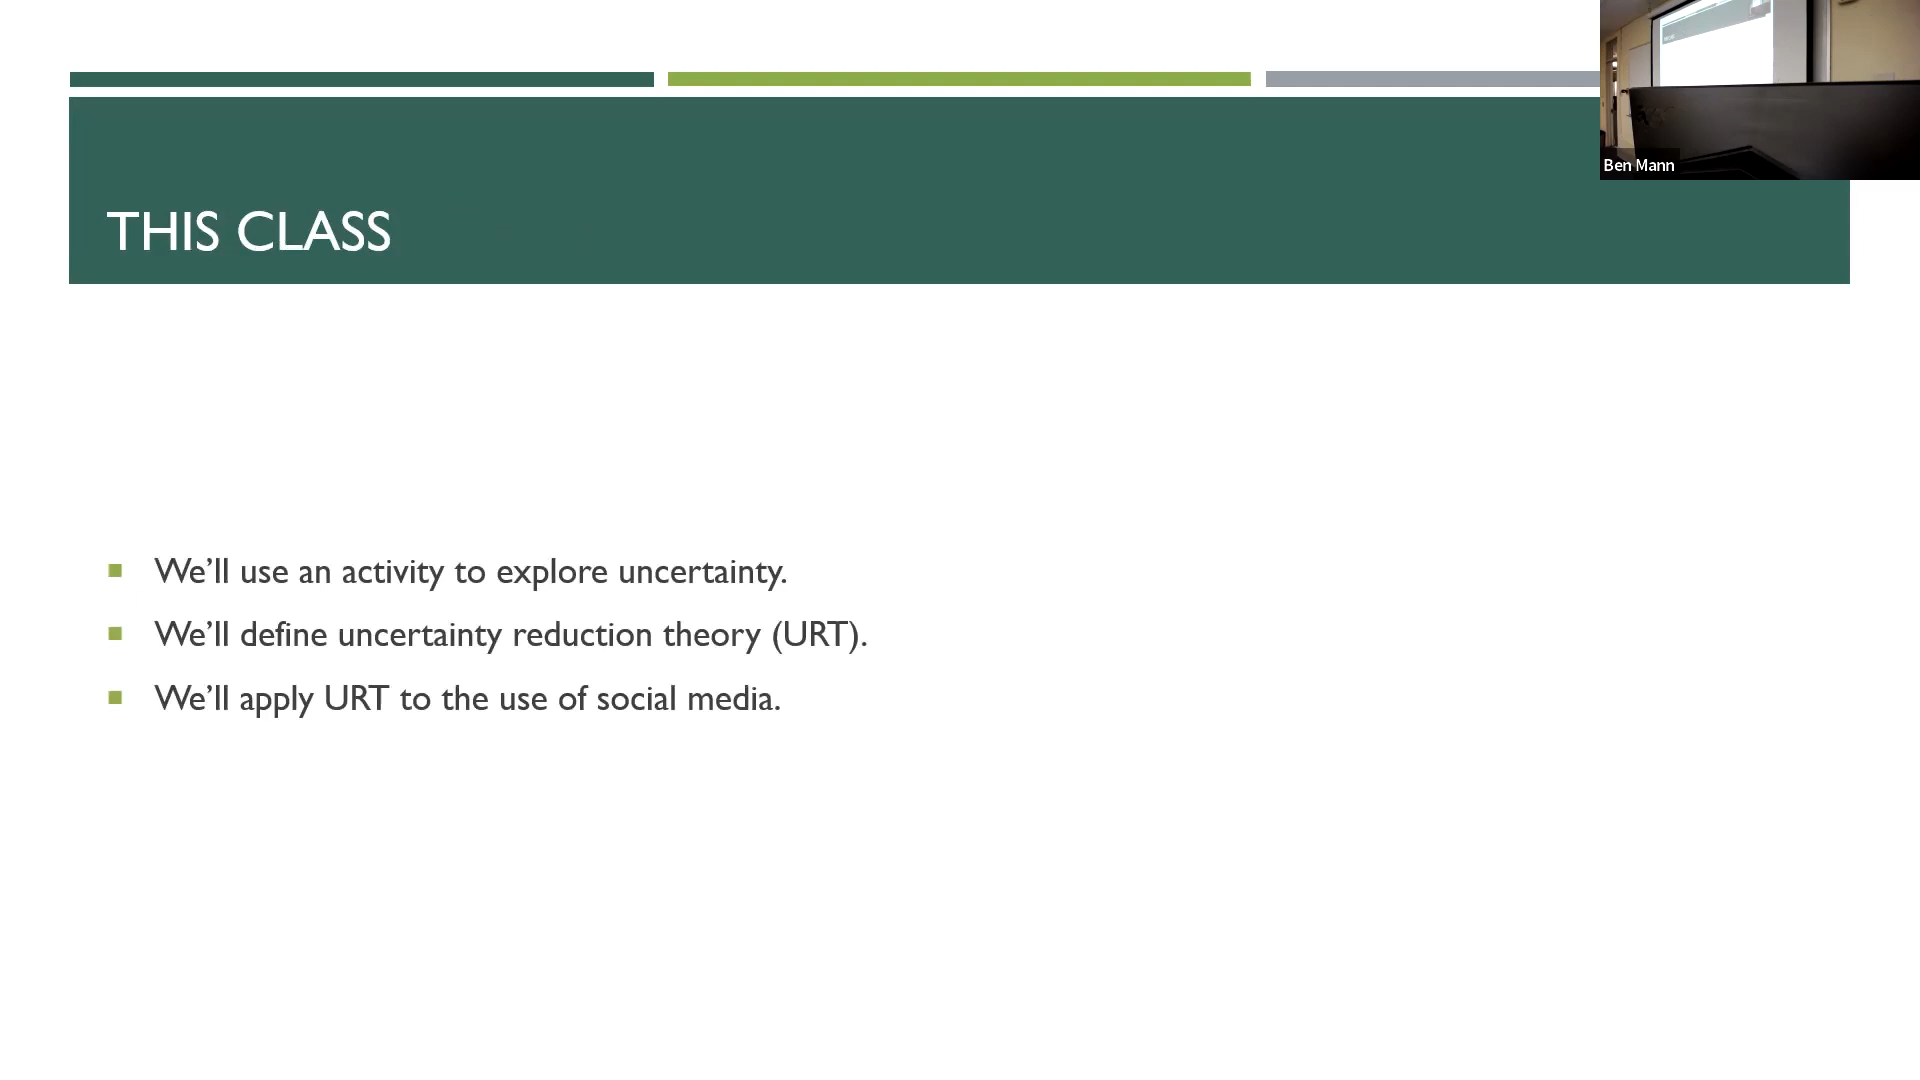 THIS CLASS
We’ll use an activity to explore uncertainty.
We’ll define uncertainty reduction theory (URT).
We’ll apply URT to the use of social media.
Ben Mann